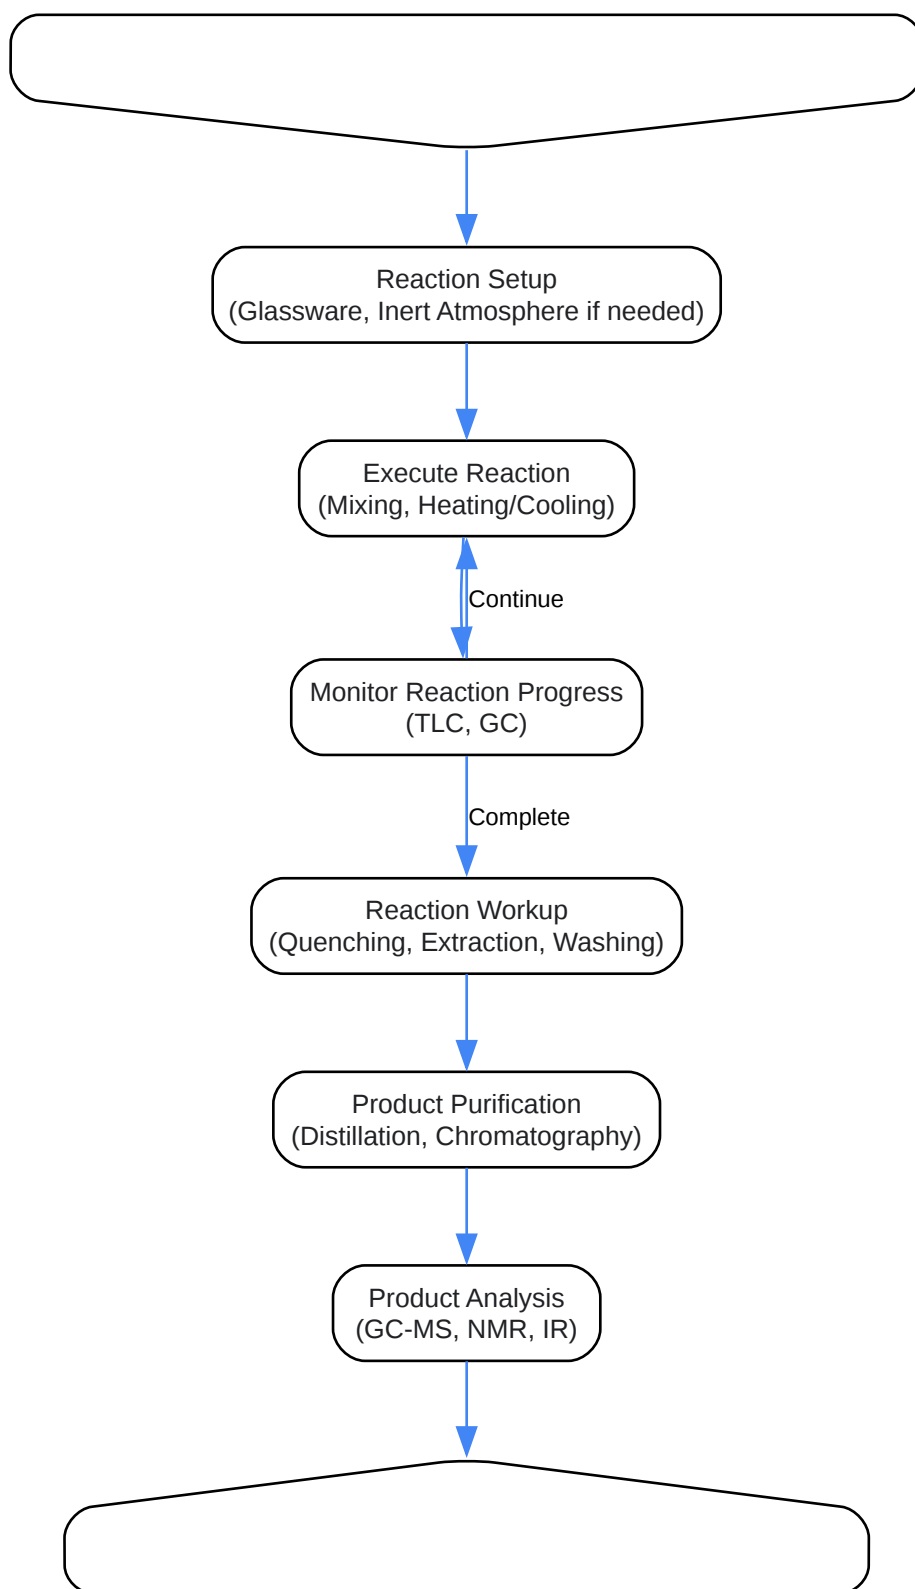 Reaction Setup
(Glassware, Inert Atmosphere if needed)
Execute Reaction
(Mixing, Heating/Cooling)
Continue
Monitor Reaction Progress
(TLC, GC)
Complete
Reaction Workup
(Quenching, Extraction, Washing)
Product Purification
(Distillation, Chromatography)
Product Analysis
(GC-MS, NMR, IR)